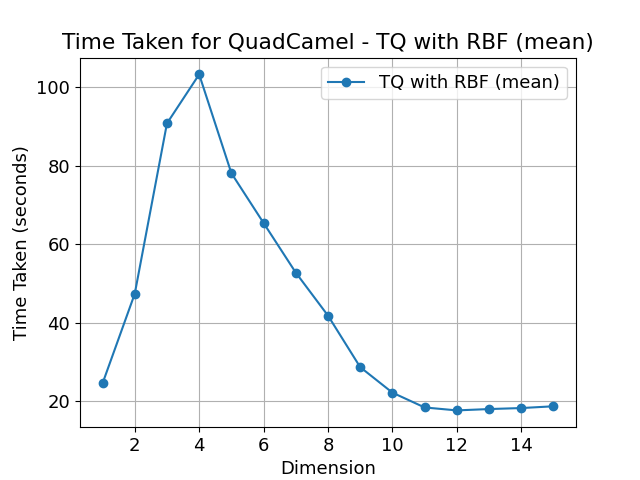 Time Taken for QuadCamel - TQ with RBF (mean)
TQ with RBF (mean)
Time Taken (seconds)
100
80
60
40
20
2 4 6 8 10 12 14
Dimension